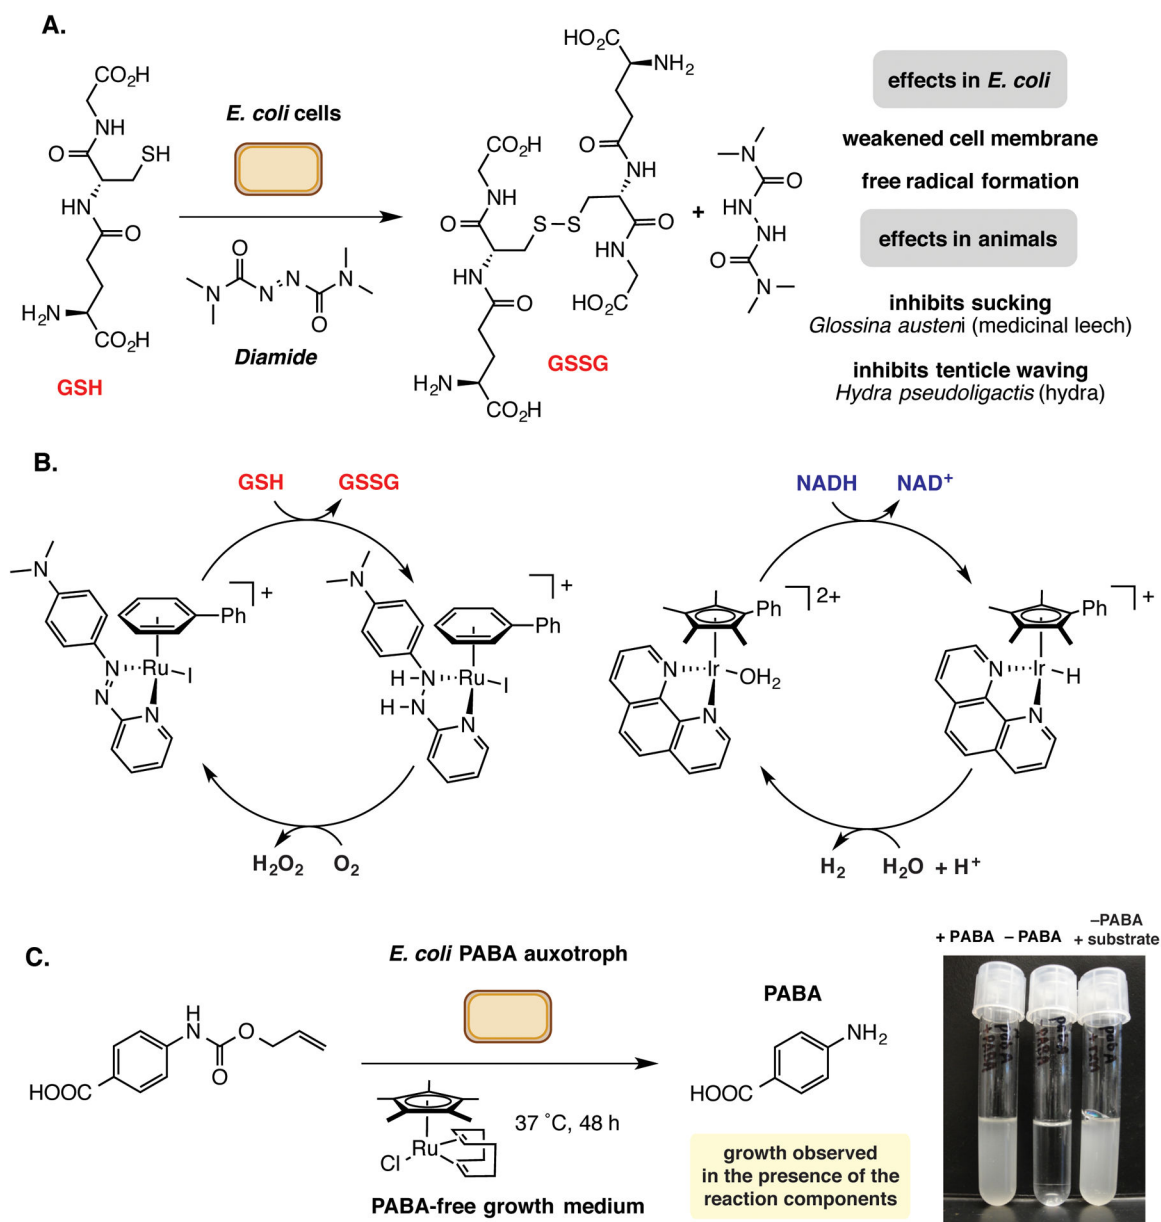 A.
CO₂H
NH
O
SH
HN
O
H₂N
CO₂H
GSH
E. coli cells
O
N
N
N
N
O
Diamide
HO₂C
NH₂
O
NH
CO₂H
NH
O
S
S
O
HN
HN
O
HO₂C
H₂N
CO₂H
GSSG
+
N
O
HN
NH
O
N
effects in E. coli
weakened cell membrane
free radical formation
effects in animals
inhibits sucking
Glossina austeni (medicinal leech)
inhibits tenticle waving
Hydra pseudoligactis (hydra)
B.
GSH GSSG
N
+
Ph
N
Ru
I
N
N
N
+
Ph
H
N
Ru
I
H
N
N
H₂O₂ O₂
NADH NAD⁺
2+
Ph
N
Ir
OH₂
N
+
Ph
N
Ir
H
N
H₂ H₂O + H⁺
C.
H
N
O
O
HOOC
E. coli PABA auxotroph
Ru
Cl
37 ˚C, 48 h
PABA-free growth medium
PABA
NH₂
HOOC
growth observed
in the presence of the
reaction components
+ PABA – PABA
–PABA
+ substrate